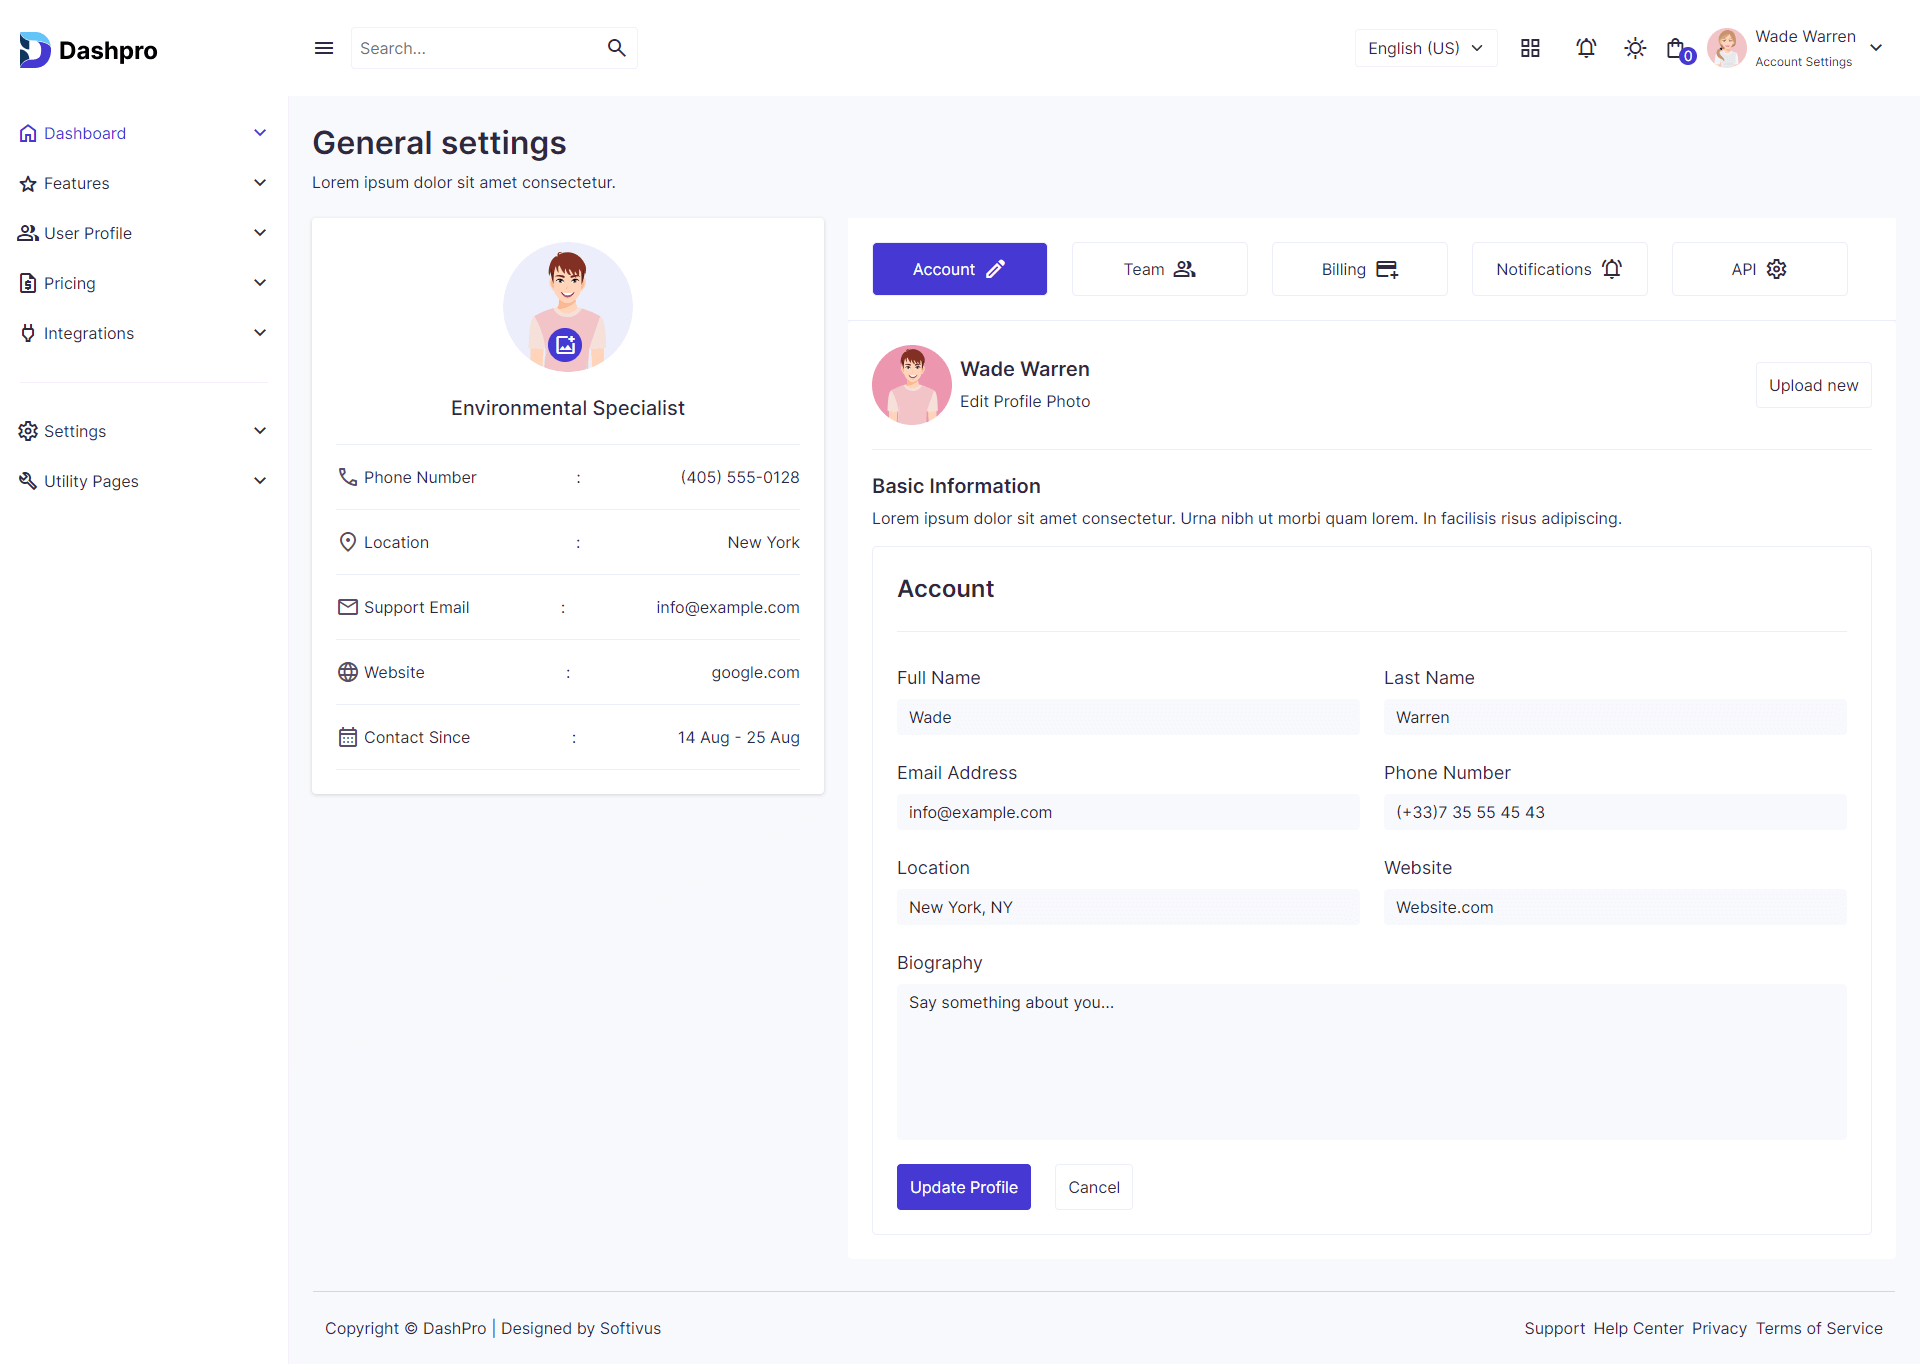 Dashpro
Search...
English (US)
0
Wade Warren
Account Settings
Dashboard
Features
User Profile
Pricing
Integrations
Settings
Utility Pages
General settings
Lorem ipsum dolor sit amet consectetur.
Environmental Specialist
Phone Number : (405) 555-0128
Location : New York
Support Email : info@example.com
Website : google.com
Contact Since : 14 Aug - 25 Aug
Account Team Billing Notifications API
Wade Warren
Edit Profile Photo
Upload new
Basic Information
Lorem ipsum dolor sit amet consectetur. Urna nibh ut morbi quam lorem. In facilisis risus adipiscing.
Account
Full Name
Wade
Last Name
Warren
Email Address
info@example.com
Phone Number
(+33)7 35 55 45 43
Location
New York, NY
Website
Website.com
Biography
Say something about you...
Update Profile Cancel
Copyright © DashPro | Designed by Softivus
Support Help Center Privacy Terms of Service